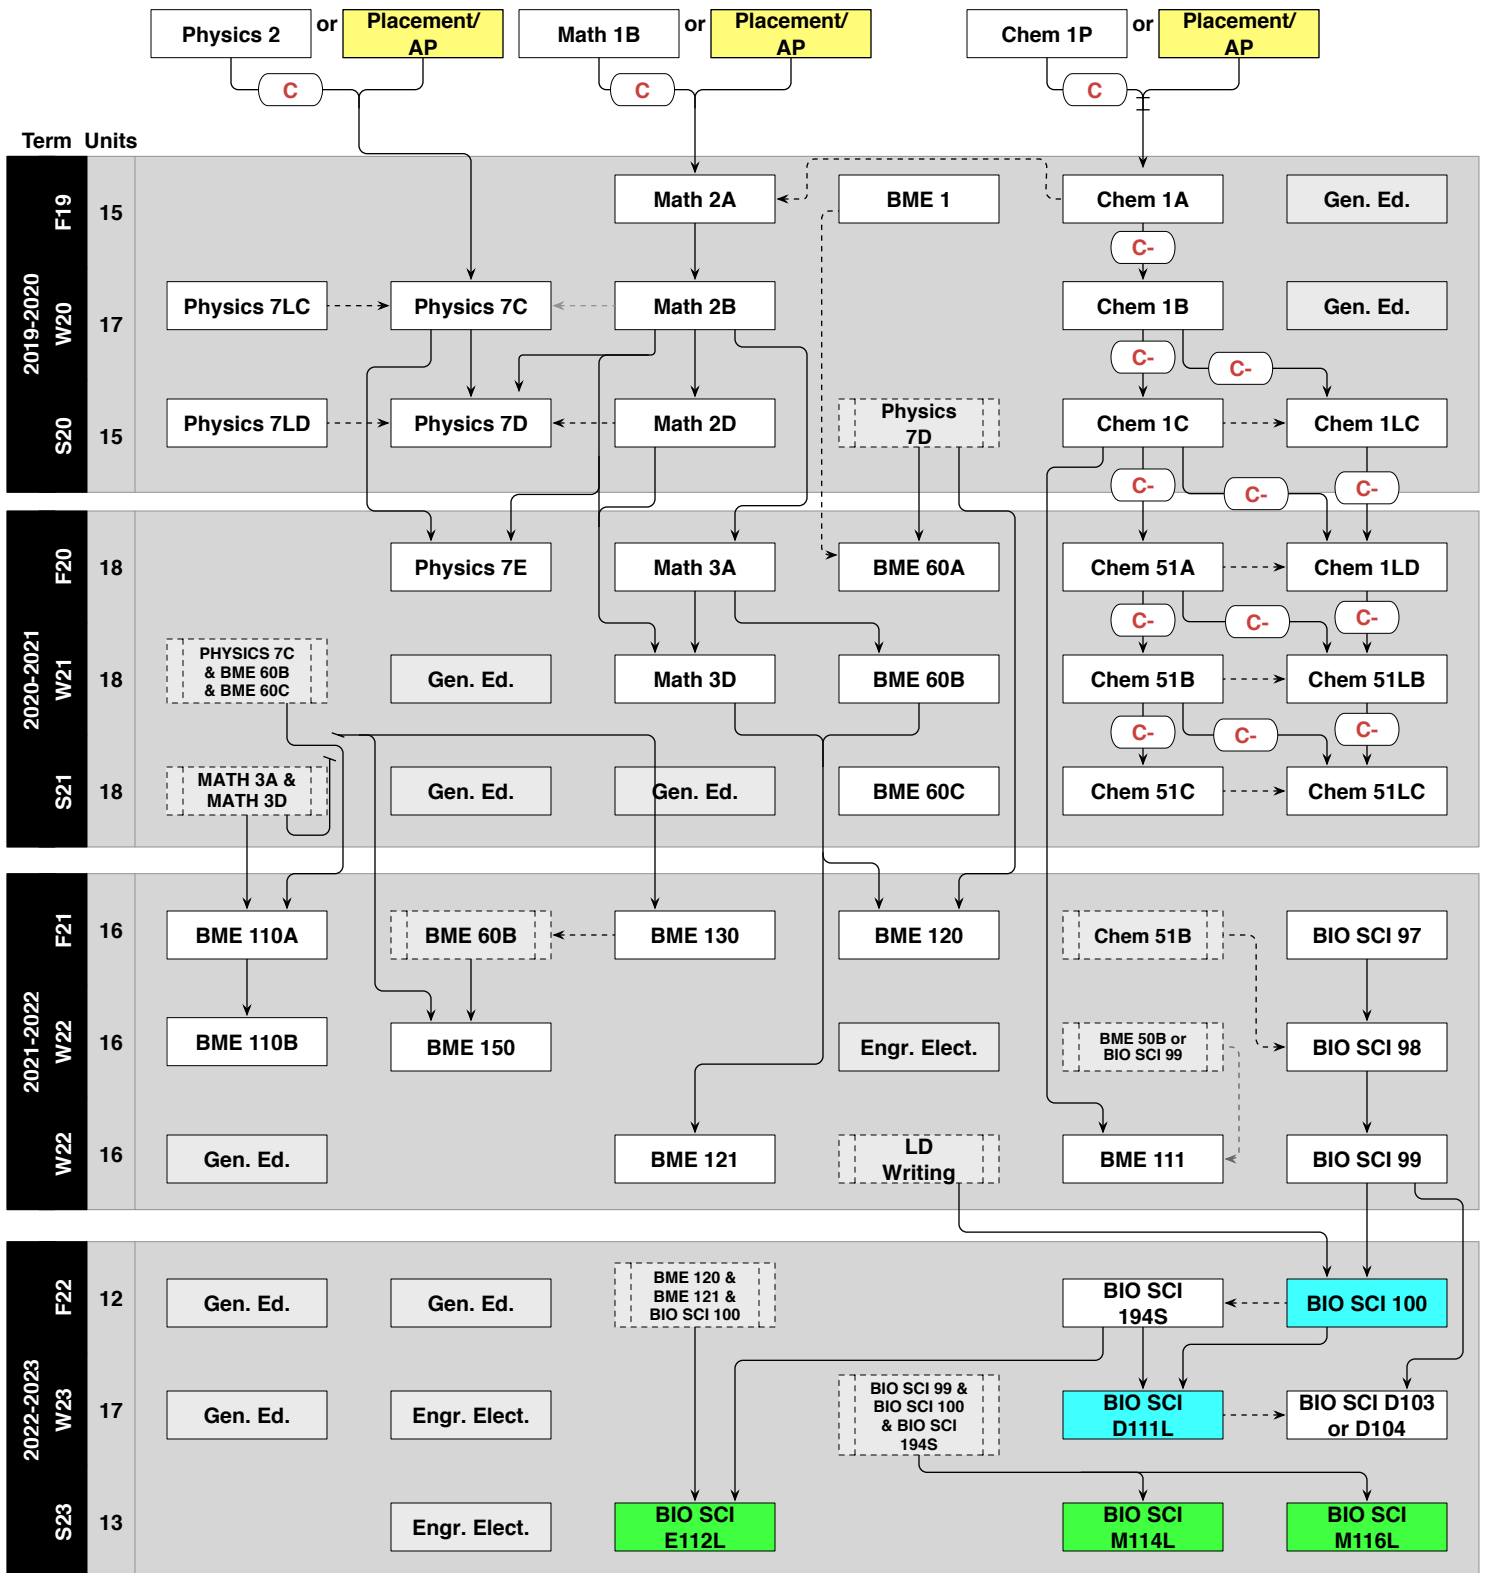 Physics 2
or
Placement/
AP
Math 1B
or
Placement/
AP
Chem 1P
or
Placement/
AP
C
C
C
Term Units
2019-2020
F19
15
Math 2A
BME 1
Chem 1A
Gen. Ed.
C-
W20
17
Physics 7LC
Physics 7C
Math 2B
Chem 1B
Gen. Ed.
C-
C-
S20
15
Physics 7LD
Physics 7D
Math 2D
Physics
7D
Chem 1C
Chem 1LC
C-
C-
C-
2020-2021
F20
18
Physics 7E
Math 3A
BME 60A
Chem 51A
Chem 1LD
C-
C-
C-
W21
18
PHYSICS 7C
& BME 60B
& BME 60C
Gen. Ed.
Math 3D
BME 60B
Chem 51B
Chem 51LB
C-
C-
C-
S21
18
MATH 3A &
MATH 3D
Gen. Ed.
Gen. Ed.
BME 60C
Chem 51C
Chem 51LC
2021-2022
F21
16
BME 110A
BME 60B
BME 130
BME 120
Chem 51B
BIO SCI 97
W22
16
BME 110B
BME 150
Engr. Elect.
BME 50B or
BIO SCI 99
BIO SCI 98
W22
16
Gen. Ed.
BME 121
LD
Writing
BME 111
BIO SCI 99
2022-2023
F22
12
Gen. Ed.
Gen. Ed.
BME 120 &
BME 121 &
BIO SCI 100
BIO SCI
194S
BIO SCI 100
W23
17
Gen. Ed.
Engr. Elect.
BIO SCI 99 &
BIO SCI 100
& BIO SCI
194S
BIO SCI
D111L
BIO SCI D103
or D104
S23
13
Engr. Elect.
BIO SCI
E112L
BIO SCI
M114L
BIO SCI
M116L